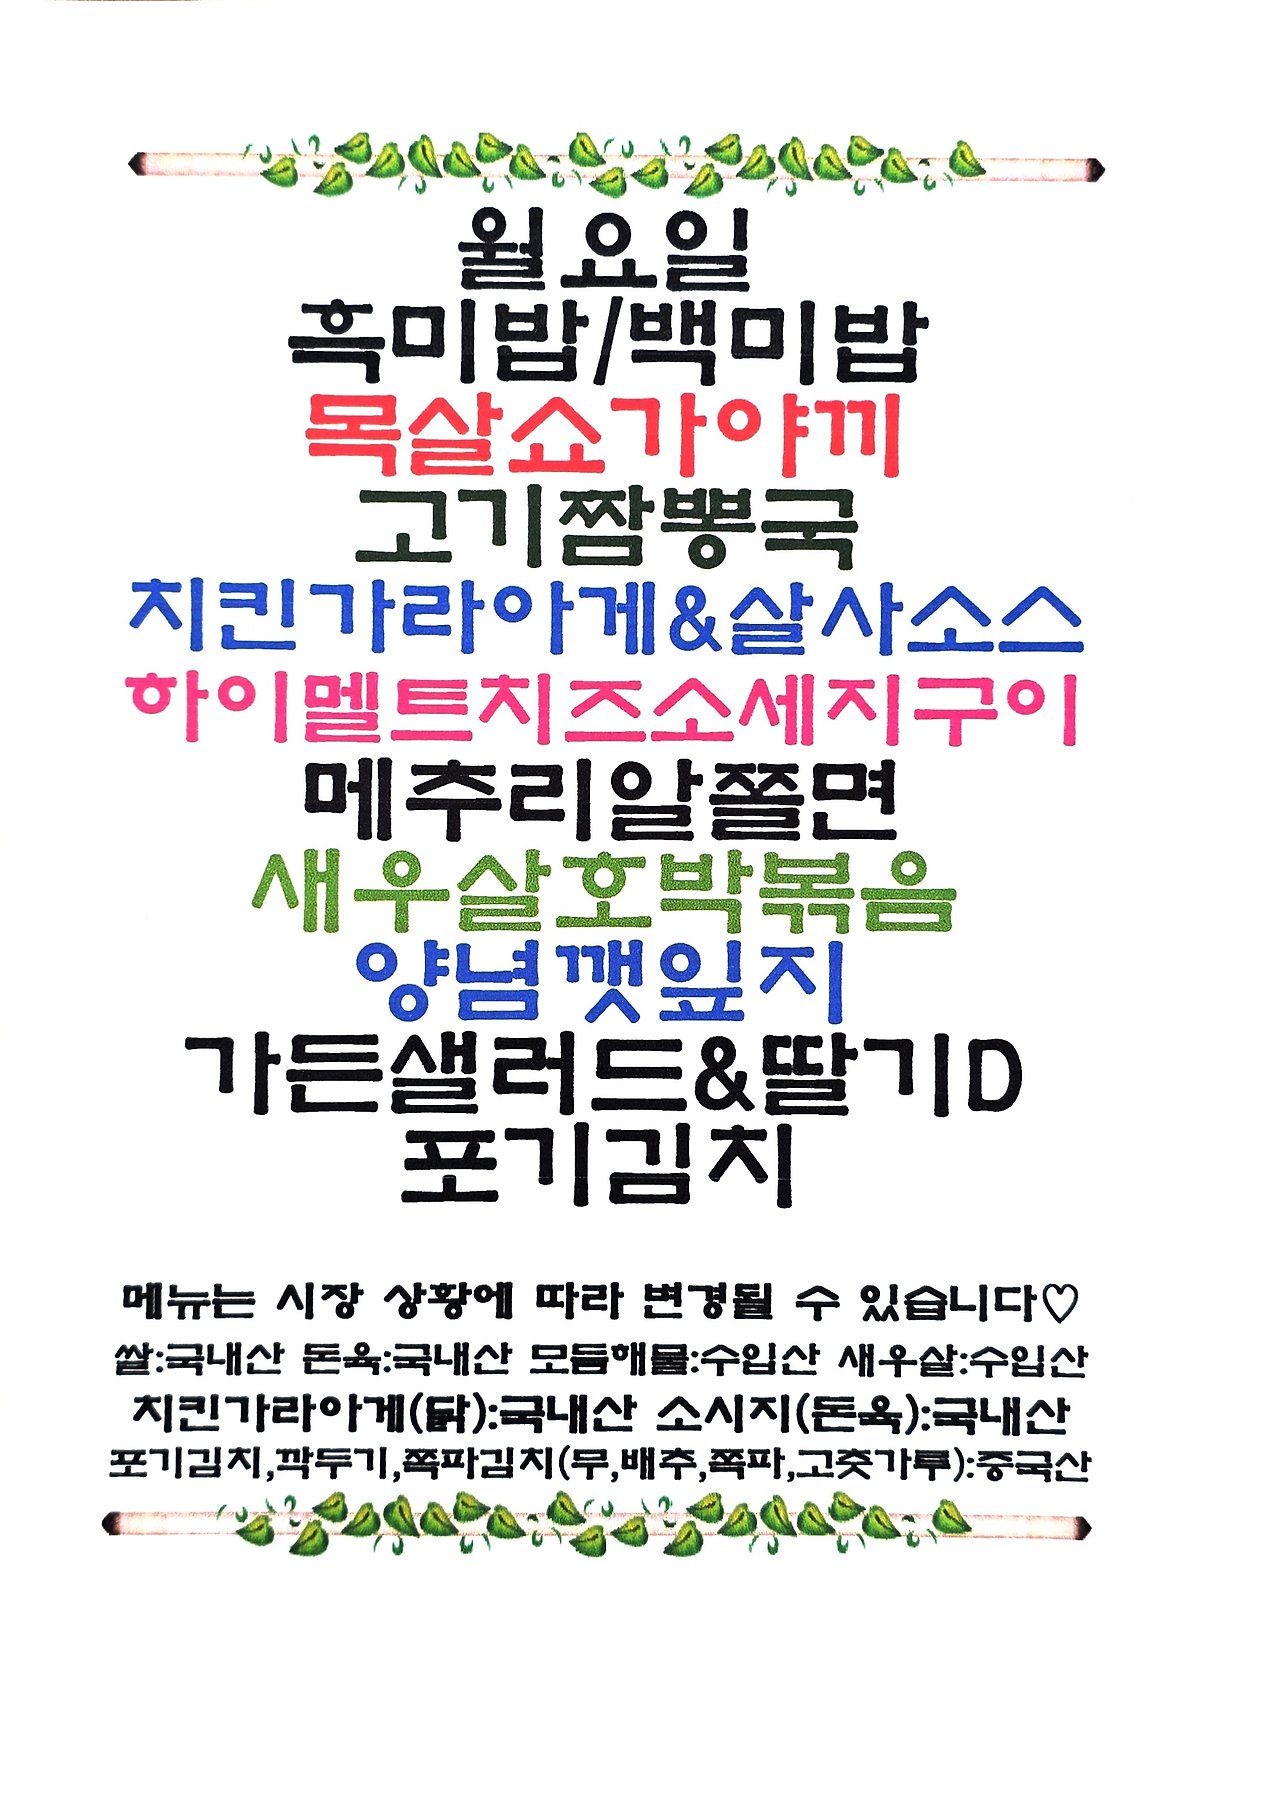 월요일
흑미밥/백미밥
목살쇼가야끼
고기짬뽕국
치킨가라아게&살사소스
하이멜트치즈소세지구이
메추리알쫄면
새우살호박볶음
양념깻잎지
가든샐러드&딸기D
포기김치
메뉴는 시장 상황에 따라 변경될 수 있습니다♡
쌀:국내산 돈육:국내산 모듬해물:수입산 새우살:수입산
치킨가라아게(닭):국내산 소시지(돈육):국내산
포기김치,깍두기,쪽파김치(무,배추,쪽파,고춧가루):중국산